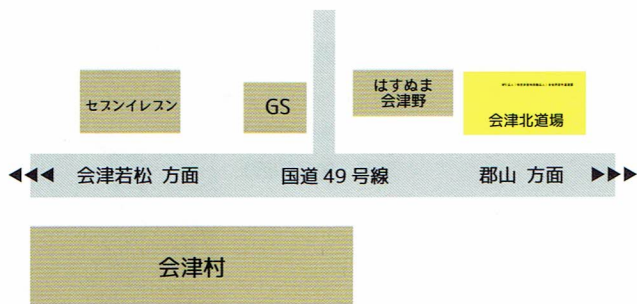 セブンイレブン
GS
はすぬま
会津野
会津北道場
◀◀◀ 会津若松 方面
国道 49 号線
郡山 方面 ▶▶▶
会津村